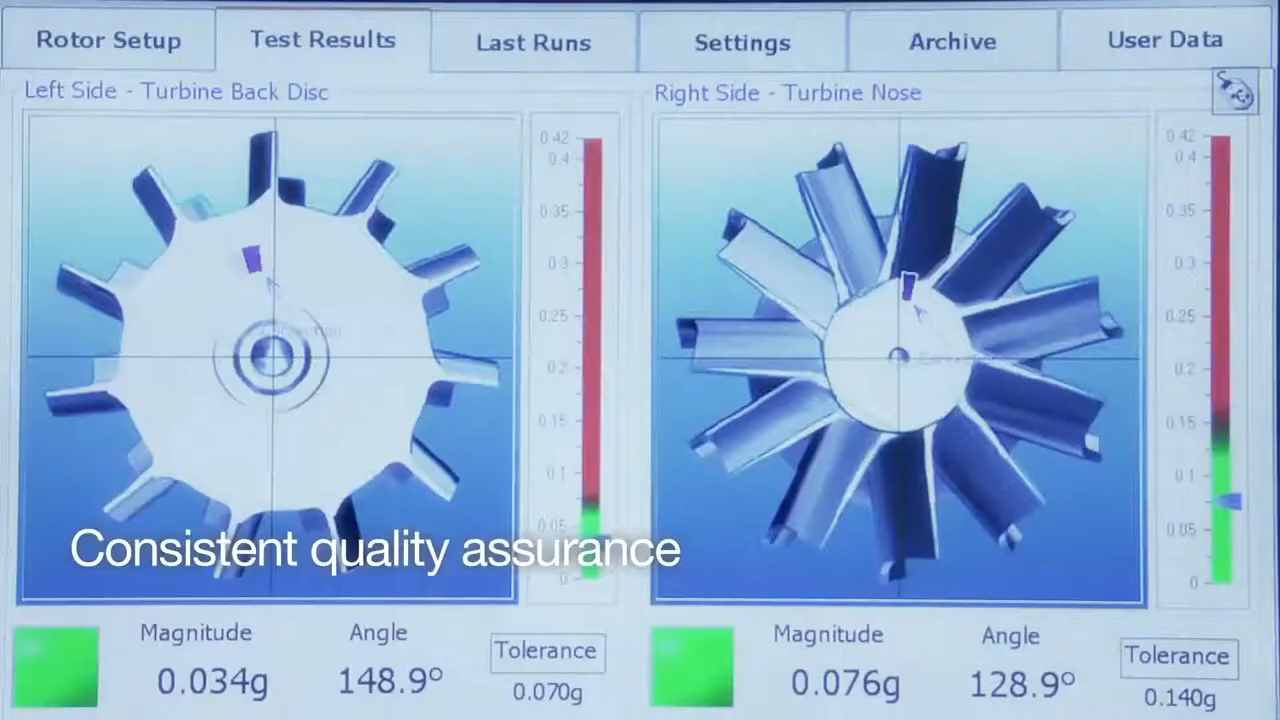 Rotor Setup
Test Results
Last Runs
Settings
Archive
User Data
Left Side - Turbine Back Disc
Right Side - Turbine Nose
0.42
0.4
0.35
0.3
0.25
0.2
0.15
0.1
0.05
0
0.42
0.4
0.35
0.3
0.25
0.2
0.15
0.1
0.05
0
Correction
Consistent quality assurance
Magnitude
Angle
Tolerance
0.034g
148.9°
0.070g
Magnitude
Angle
Tolerance
0.076g
128.9°
0.140g